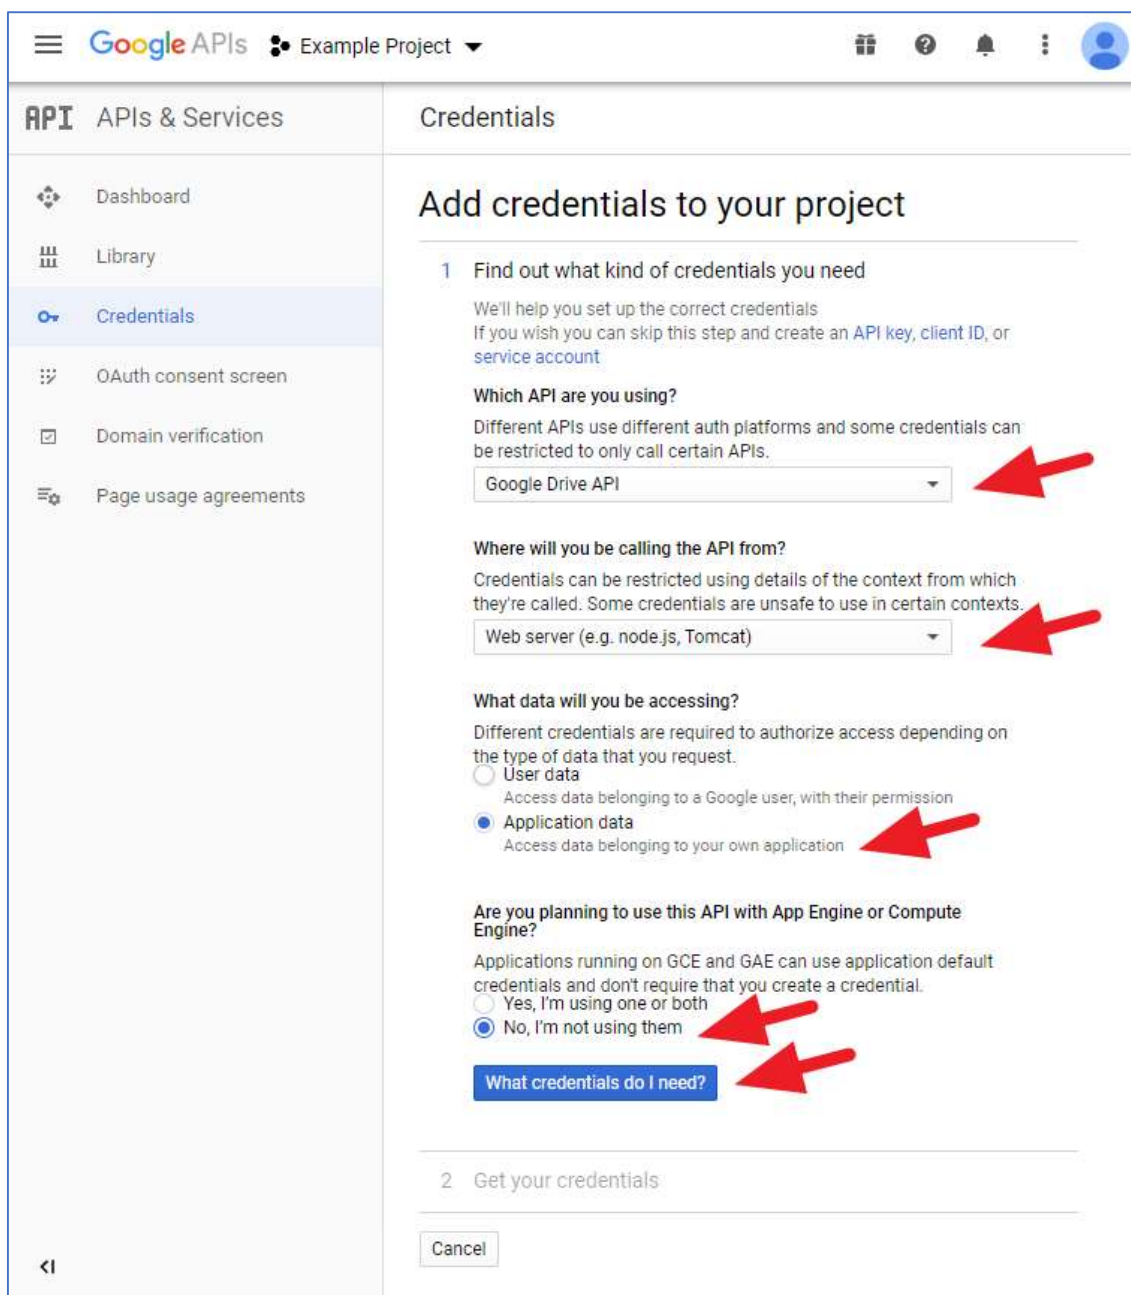 Google APIs Example Project
API APIs & Services
Credentials
Dashboard
Library
Credentials
OAuth consent screen
Domain verification
Page usage agreements
Add credentials to your project
1 Find out what kind of credentials you need
We'll help you set up the correct credentials
If you wish you can skip this step and create an API key, client ID, or
service account
Which API are you using?
Different APIs use different auth platforms and some credentials can
be restricted to only call certain APIs.
Google Drive API
Where will you be calling the API from?
Credentials can be restricted using details of the context from which
they're called. Some credentials are unsafe to use in certain contexts.
Web server (e.g. node.js, Tomcat)
What data will you be accessing?
Different credentials are required to authorize access depending on
the type of data that you request.
User data
Access data belonging to a Google user, with their permission
Application data
Access data belonging to your own application
Are you planning to use this API with App Engine or Compute
Engine?
Applications running on GCE and GAE can use application default
credentials and don't require that you create a credential.
Yes, I'm using one or both
No, I'm not using them
What credentials do I need?
2 Get your credentials
Cancel